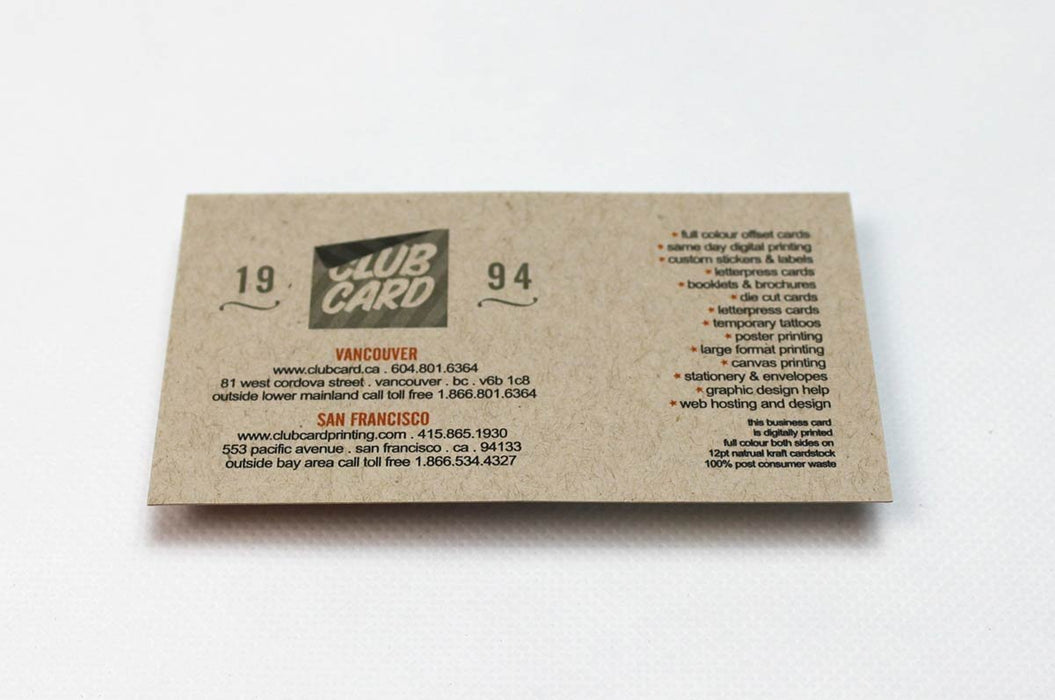 19 CLUB CARD 94
VANCOUVER
www.clubcard.ca . 604.801.6364
81 west cordova street . vancouver . bc . v6b 1c8
outside lower mainland call toll free 1.866.801.6364
SAN FRANCISCO
www.clubcardprinting.com . 415.865.1930
553 pacific avenue . san francisco . ca . 94133
outside bay area call toll free 1.866.534.4327
* full colour offset cards
* same day digital printing
* custom stickers & labels
* letterpress cards
* booklets & brochures
* die cut cards
* letterpress cards
* temporary tattoos
* poster printing
* large format printing
* canvas printing
* stationery & envelopes
* graphic design help
* web hosting and design
this business card
is digitally printed
full colour both sides on
12pt natrual kraft cardstock
100% post consumer waste